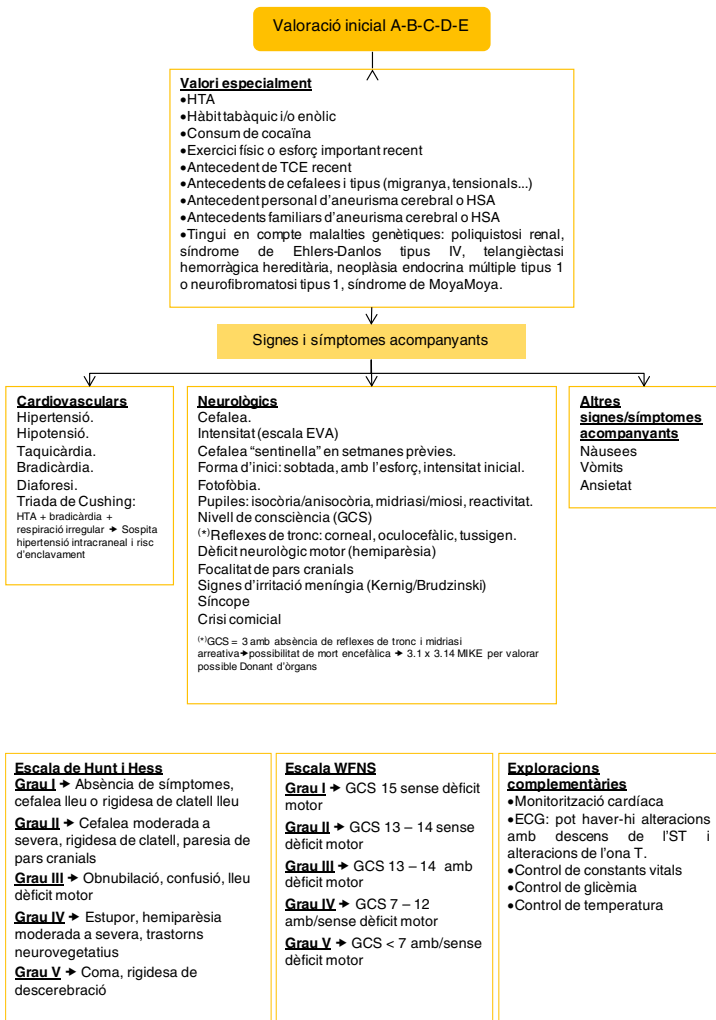 Valoració inicial A-B-C-D-E
Valori especialment
•HTA
•Hàbit tabàquic i/o enòlic
•Consum de cocaïna
•Exercici físic o esforç important recent
•Antecedent de TCE recent
•Antecedents de cefalees i tipus (migranya, tensionals...)
•Antecedent personal d’aneurisma cerebral o HSA
•Antecedents familiars d’aneurisma cerebral o HSA
•Tingui en compte malalties genètiques: poliquistosi renal,
síndrome de Ehlers-Danlos tipus IV, telangièctasi
hemorràgica hereditària, neoplàsia endocrina múltiple tipus 1
o neurofibromatosi tipus 1, síndrome de MoyaMoya.
Signes i símptomes acompanyants
Cardiovasculars
Hipertensió.
Hipotensió.
Taquicàrdia.
Bradicàrdia.
Diaforesi.
Triada de Cushing:
HTA + bradicàrdia +
respiració irregular ➔ Sospita
hipertensió intracraneal i risc
d’enclavament
Neurològics
Cefalea.
Intensitat (escala EVA)
Cefalea “sentinella” en setmanes prèvies.
Forma d’inici: sobtada, amb l’esforç, intensitat inicial.
Fotofòbia.
Pupiles: isocòria/anisocòria, midriasi/miosi, reactivitat.
Nivell de consciència (GCS)
(*)Reflexes de tronc: corneal, oculocefàlic, tussigen.
Dèficit neurològic motor (hemiparèsia)
Focalitat de pars cranials
Signes d’irritació meníngia (Kernig/Brudzinski)
Síncope
Crisi comicial
(*)GCS = 3 amb absència de reflexes de tronc i midriasi
arreativa➔possibilitat de mort encefàlica ➔ 3.1 x 3.14 MIKE per valorar
possible Donant d’òrgans
Altres
signes/símptomes
acompanyants
Nàusees
Vòmits
Ansietat
Escala de Hunt i Hess
Grau I ➔ Absència de símptomes,
cefalea lleu o rigidesa de clatell lleu
Grau II ➔ Cefalea moderada a
severa, rigidesa de clatell, paresia de
pars cranials
Grau III ➔ Obnubilació, confusió, lleu
dèficit motor
Grau IV ➔ Estupor, hemiparèsia
moderada a severa, trastorns
neurovegetatius
Grau V ➔ Coma, rigidesa de
descerebració
Escala WFNS
Grau I ➔ GCS 15 sense dèficit
motor
Grau II ➔ GCS 13 – 14 sense
dèficit motor
Grau III ➔ GCS 13 – 14 amb
dèficit motor
Grau IV ➔ GCS 7 – 12
amb/sense dèficit motor
Grau V ➔ GCS < 7 amb/sense
dèficit motor
Exploracions
complementàries
•Monitorització cardíaca
•ECG: pot haver-hi alteracions
amb descens de l’ST i
alteracions de l’ona T.
•Control de constants vitals
•Control de glicèmia
•Control de temperatura